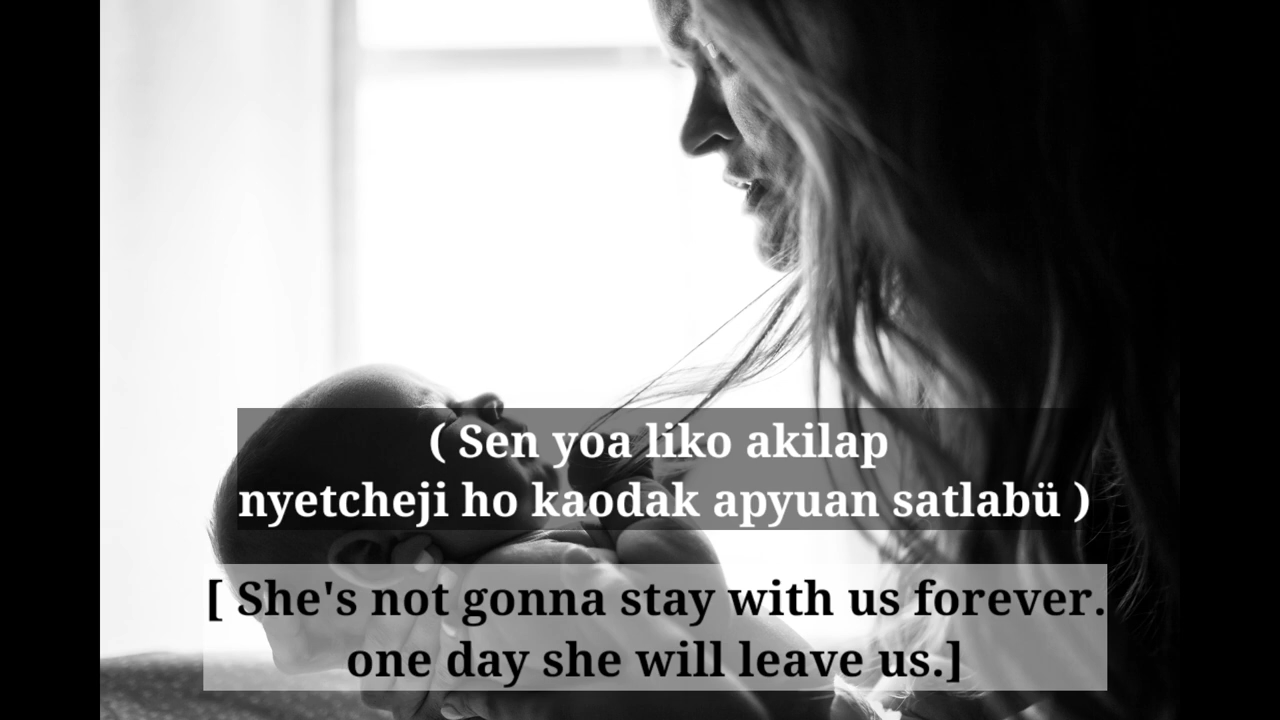 ( Sen yoa liko akilap
nyetcheji ho kaodak apyuan satlabü )
[ She's not gonna stay with us forever.
one day she will leave us.]